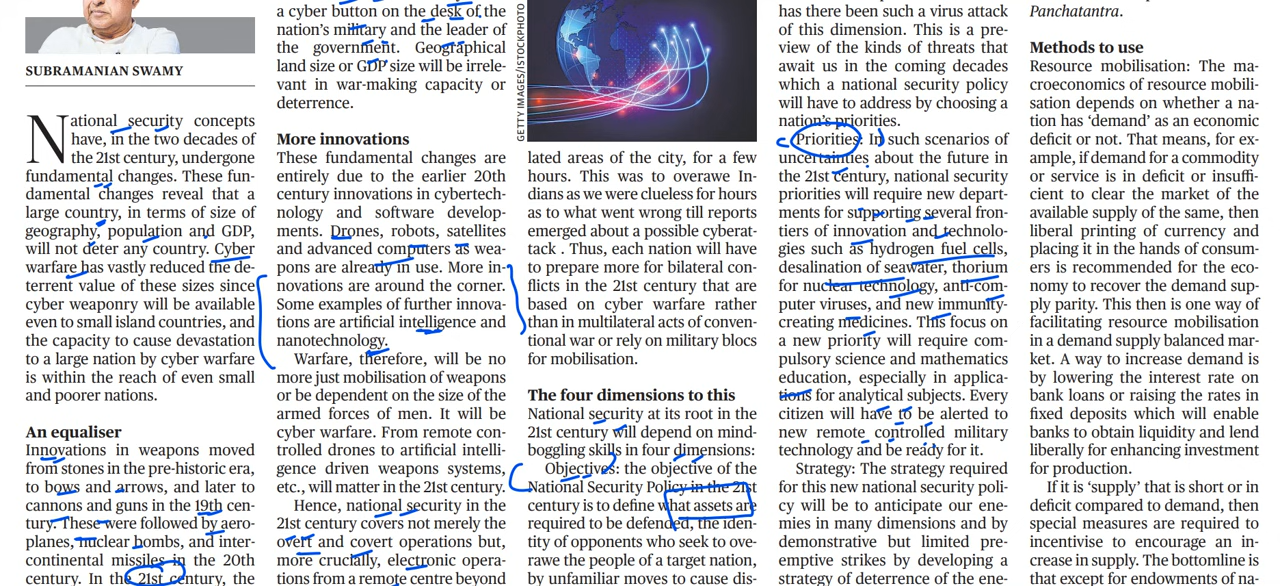 SUBRAMANIAN SWAMY
National security concepts
have, in the two decades of
the 21st century, undergone
fundamental changes. These fun-
damental changes reveal that a
large country, in terms of size of
geography, population and GDP,
will not deter any country. Cyber
warfare has vastly reduced the de-
terrent value of these sizes since
cyber weaponry will be available
even to small island countries, and
the capacity to cause devastation
to a large nation by cyber warfare
is within the reach of even small
and poorer nations.
An equaliser
Innovations in weapons moved
from stones in the pre-historic era,
to bows and arrows, and later to
cannons and guns in the 19th cen-
tury. These were followed by aero-
planes, nuclear bombs, and inter-
continental missiles in the 20th
century. In the 21st century, the
a cyber button on the desk of the
nation's military and the leader of
the government. Geographical
land size or GDP size will be irrele-
vant in war-making capacity or
deterrence.
More innovations
These fundamental changes are
entirely due to the earlier 20th
century innovations in cybertech-
nology and software develop-
ments. Drones, robots, satellites
and advanced computers as wea-
pons are already in use. More in-
novations are around the corner.
Some examples of further innova-
tions are artificial intelligence and
nanotechnology.
Warfare, therefore, will be no
more just mobilisation of weapons
or be dependent on the size of the
armed forces of men. It will be
cyber warfare. From remote con-
trolled drones to artificial intelli-
gence driven weapons systems,
etc., will matter in the 21st century.
Hence, national security in the
21st century covers not merely the
overt and covert operations but,
more crucially, electronic opera-
tions from a remote centre beyond
GETTY IMAGES/ISTOCKPHOTO
lated areas of the city, for a few
hours. This was to overawe In-
dians as we were clueless for hours
as to what went wrong till reports
emerged about a possible cyberat-
tack . Thus, each nation will have
to prepare more for bilateral con-
flicts in the 21st century that are
based on cyber warfare rather
than in multilateral acts of conven-
tional war or rely on military blocs
for mobilisation.
The four dimensions to this
National security at its root in the
21st century will depend on mind-
boggling skills in four dimensions:
Objectives: the objective of the
National Security Policy in the 21st
century is to define what assets are
required to be defended, the iden-
tity of opponents who seek to ove-
rawe the people of a target nation,
by unfamiliar moves to cause dis-
has there been such a virus attack
of this dimension. This is a pre-
view of the kinds of threats that
await us in the coming decades
which a national security policy
will have to address by choosing a
nation's priorities.
Priorities: In such scenarios of
uncertainties about the future in
the 21st century, national security
priorities will require new depart-
ments for supporting several fron-
tiers of innovation and technolo-
gies such as hydrogen fuel cells,
desalination of seawater, thorium
for nuclear technology, anti-com-
puter viruses, and new immunity-
creating medicines. This focus on
a new priority will require com-
pulsory science and mathematics
education, especially in applica-
tions for analytical subjects. Every
citizen will have to be alerted to
new remote controlled military
technology and be ready for it.
Strategy: The strategy required
for this new national security poli-
cy will be to anticipate our ene-
mies in many dimensions and by
demonstrative but limited pre-
emptive strikes by developing a
strategy of deterrence of the ene-
Panchatantra.
Methods to use
Resource mobilisation: The ma-
croeconomics of resource mobili-
sation depends on whether a na-
tion has 'demand' as an economic
deficit or not. That means, for ex-
ample, if demand for a commodity
or service is in deficit or insuffi-
cient to clear the market of the
available supply of the same, then
liberal printing of currency and
placing it in the hands of consum-
ers is recommended for the eco-
nomy to recover the demand sup-
ply parity. This then is one way of
facilitating resource mobilisation
in a demand supply balanced mar-
ket. A way to increase demand is
by lowering the interest rate on
bank loans or raising the rates in
fixed deposits which will enable
banks to obtain liquidity and lend
liberally for enhancing investment
for production.
If it is 'supply' that is short or in
deficit compared to demand, then
special measures are required to
incentivise to encourage an in-
crease in supply. The bottomline is
that except for endowments of na-